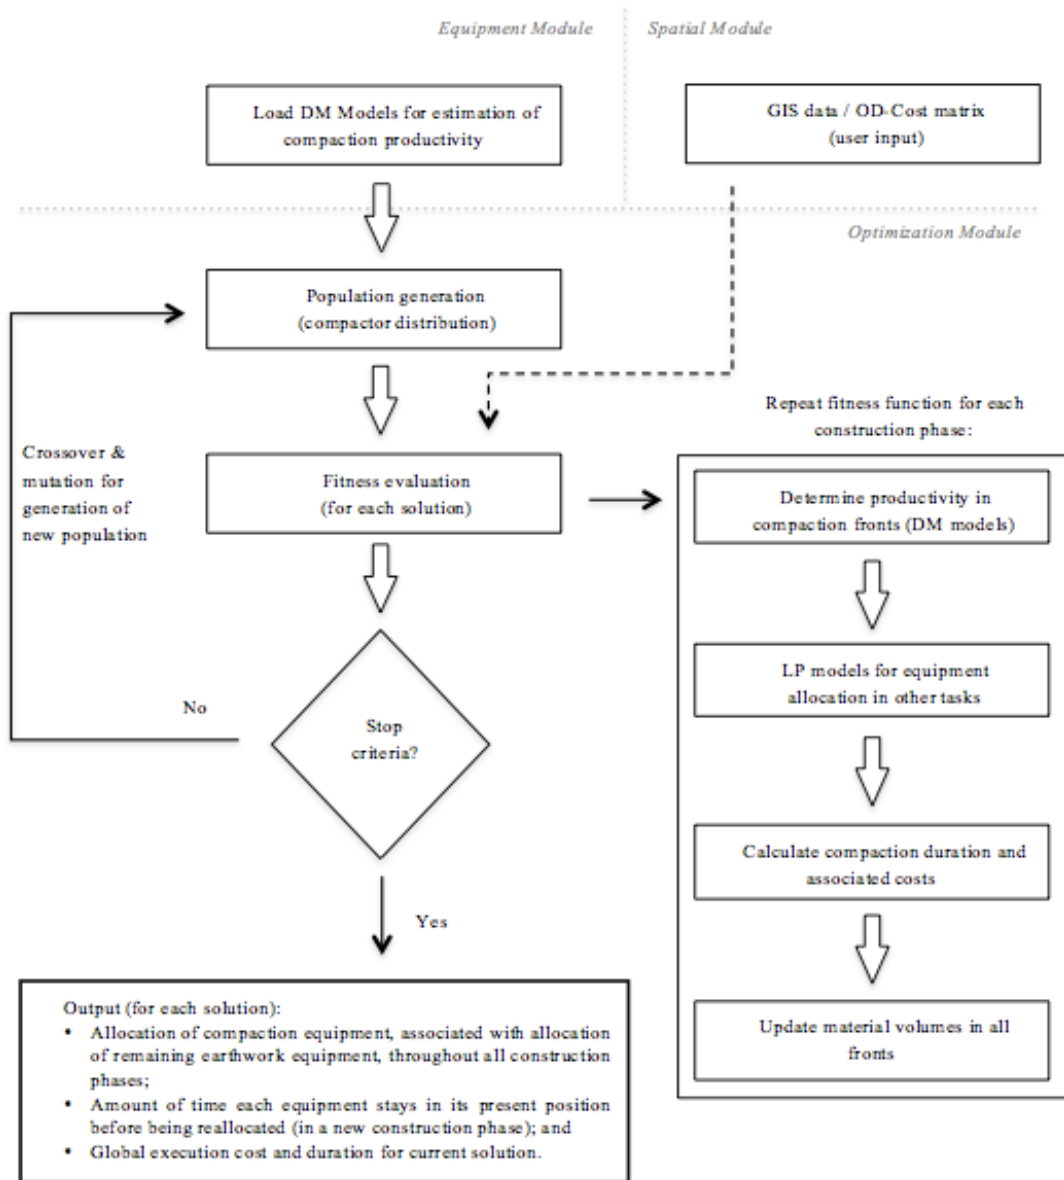 Equipment Module
Spatial Module
Load DM Models for estimation of
compaction productivity
GIS data / OD-Cost matrix
(user input)
Optimization Module
Population generation
(compactor distribution)
Repeat fitness function for each
construction phase:
Crossover &
mutation for
generation of
new population
Fitness evaluation
(for each solution)
Determine productivity in
compaction fronts (DM models)
LP models for equipment
allocation in other tasks
No
Stop
criteria?
Calculate compaction duration and
associated costs
Yes
Output (for each solution):
• Allocation of compaction equipment, associated with allocation
of remaining earthwork equipment, throughout all construction
phases;
• Amount of time each equipment stays in its present position
before being reallocated (in a new construction phase); and
• Global execution cost and duration for current solution.
Update material volumes in all
fronts